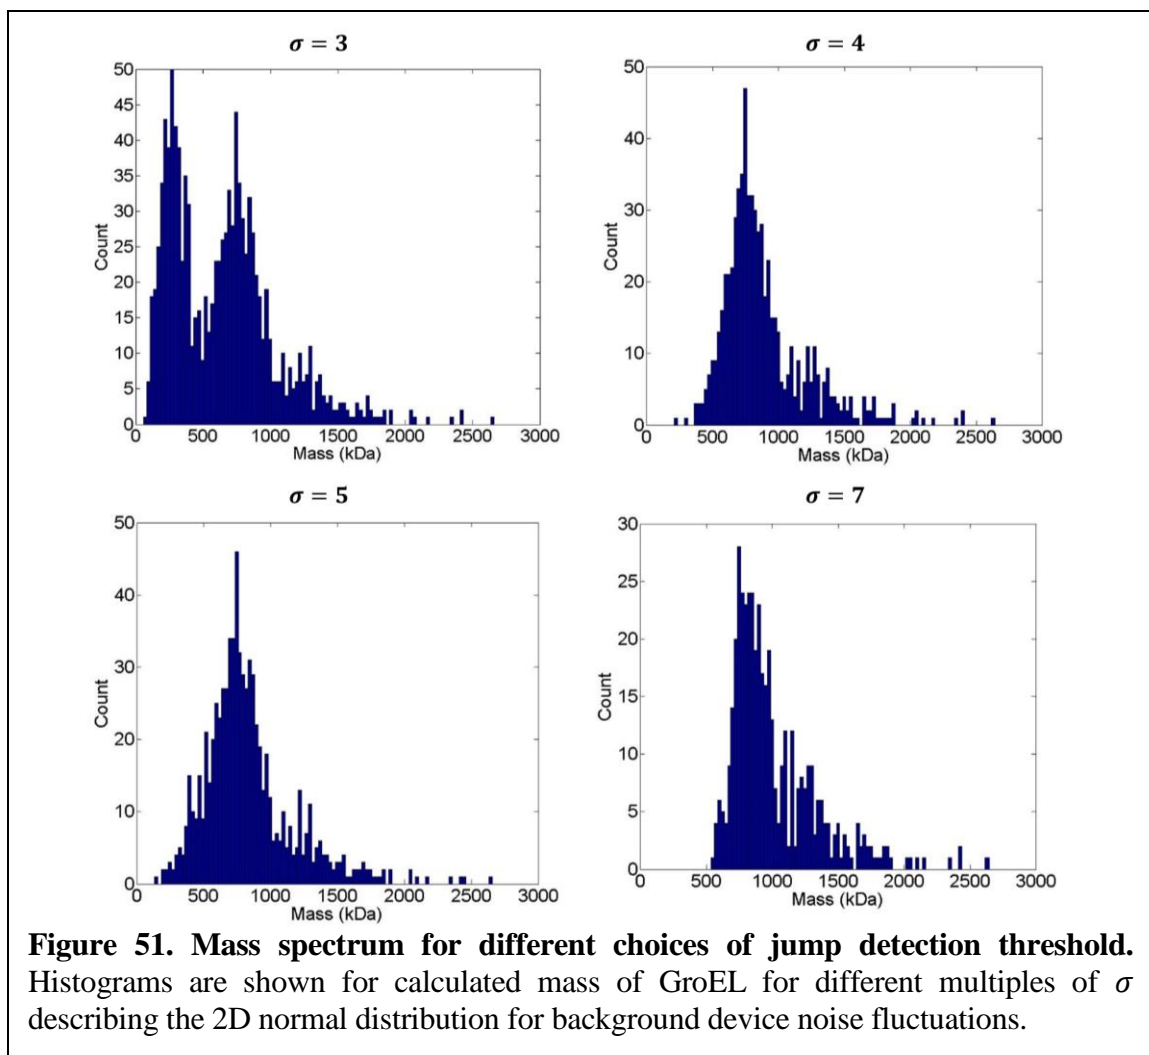 σ = 3
50
45
40
35
30
25
20
15
10
5
0
Count
0 500 1000 1500 2000 2500 3000
Mass (kDa)
σ = 4
50
40
30
20
10
0
Count
0 500 1000 1500 2000 2500 3000
Mass (kDa)
σ = 5
50
40
30
20
10
0
Count
0 500 1000 1500 2000 2500 3000
Mass (kDa)
σ = 7
30
25
20
15
10
5
0
Count
0 500 1000 1500 2000 2500 3000
Mass (kDa)
Figure 51. Mass spectrum for different choices of jump detection threshold.
Histograms are shown for calculated mass of GroEL for different multiples of σ
describing the 2D normal distribution for background device noise fluctuations.